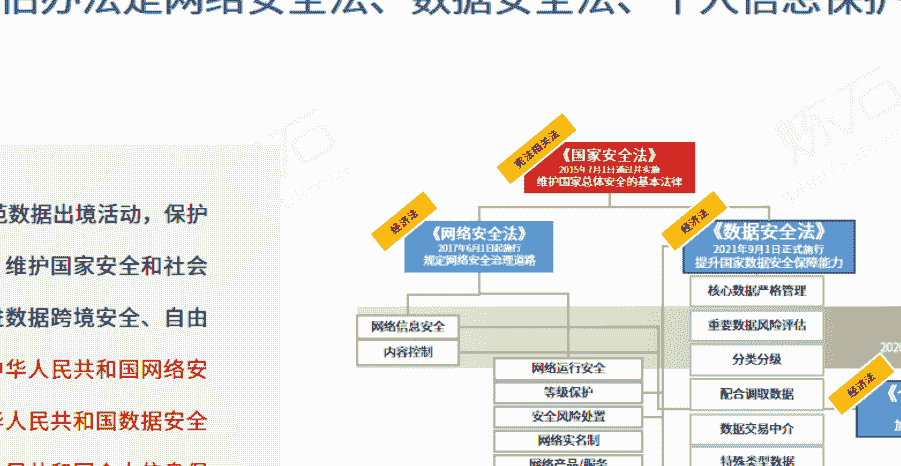 估办法是网络安全法、数据安全法、个人信息保护
范数据出境活动，保护
维护国家安全和社会
进数据跨境安全、自由
中华人民共和国网络安
华人民共和国数据安全
宪法相关法
《国家安全法》
2015年7月1日通过并实施
维护国家总体安全的基本法律
经济法
《网络安全法》
2017年6月1日起施行
规定网络安全治理道路
网络信息安全
内容控制
网络运行安全
等级保护
安全风险处置
网络实名制
网络产品/服务
经济法
《数据安全法》
2021年9月1日正式施行
提升国家数据安全保障能力
核心数据严格管理
重要数据风险评估
分类分级
配合调取数据
数据交易中介
特殊类型数据
经济法